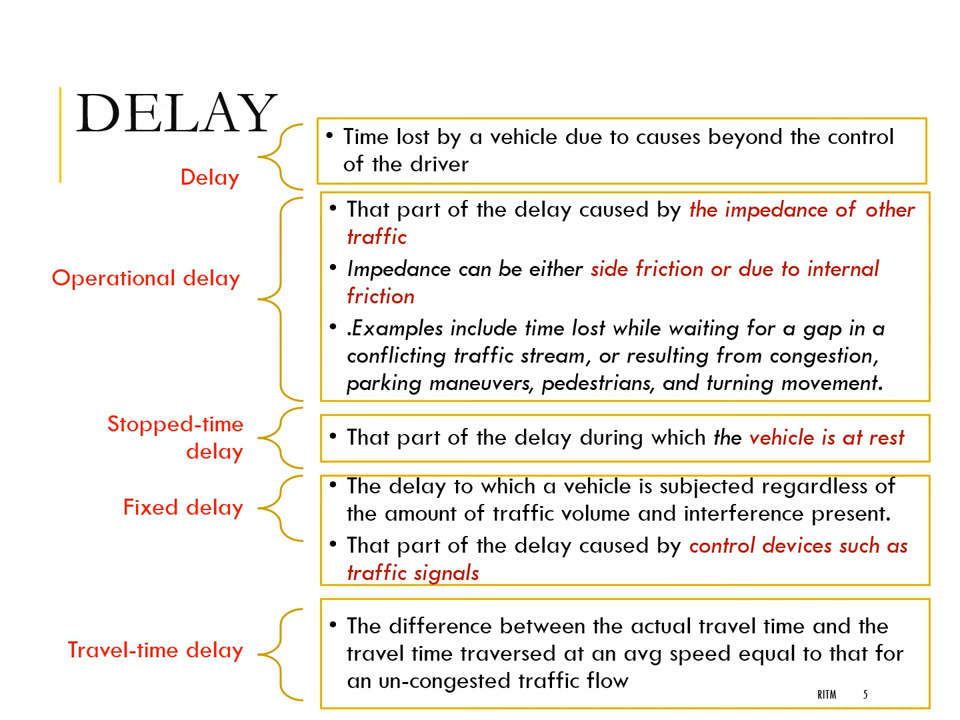 DELAY
Delay
• Time lost by a vehicle due to causes beyond the control
of the driver
Operational delay
• That part of the delay caused by the impedance of other
traffic
• Impedance can be either side friction or due to internal
friction
• .Examples include time lost while waiting for a gap in a
conflicting traffic stream, or resulting from congestion,
parking maneuvers, pedestrians, and turning movement.
Stopped-time
delay
• That part of the delay during which the vehicle is at rest
Fixed delay
• The delay to which a vehicle is subjected regardless of
the amount of traffic volume and interference present.
• That part of the delay caused by control devices such as
traffic signals
Travel-time delay
• The difference between the actual travel time and the
travel time traversed at an avg speed equal to that for
an un-congested traffic flow
RITM 5